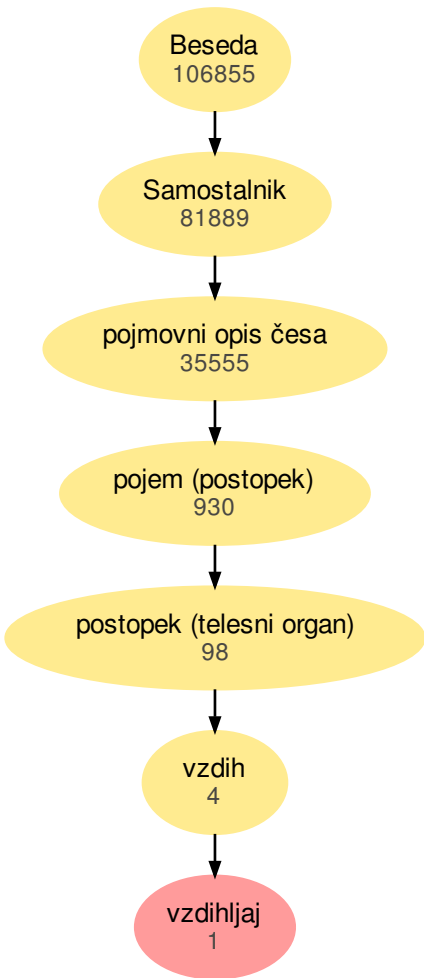 Beseda
106855
Samostalnik
81889
pojmovni opis česa
35555
pojem (postopek)
930
postopek (telesni organ)
98
vzdih
4
vzdihljaj
1